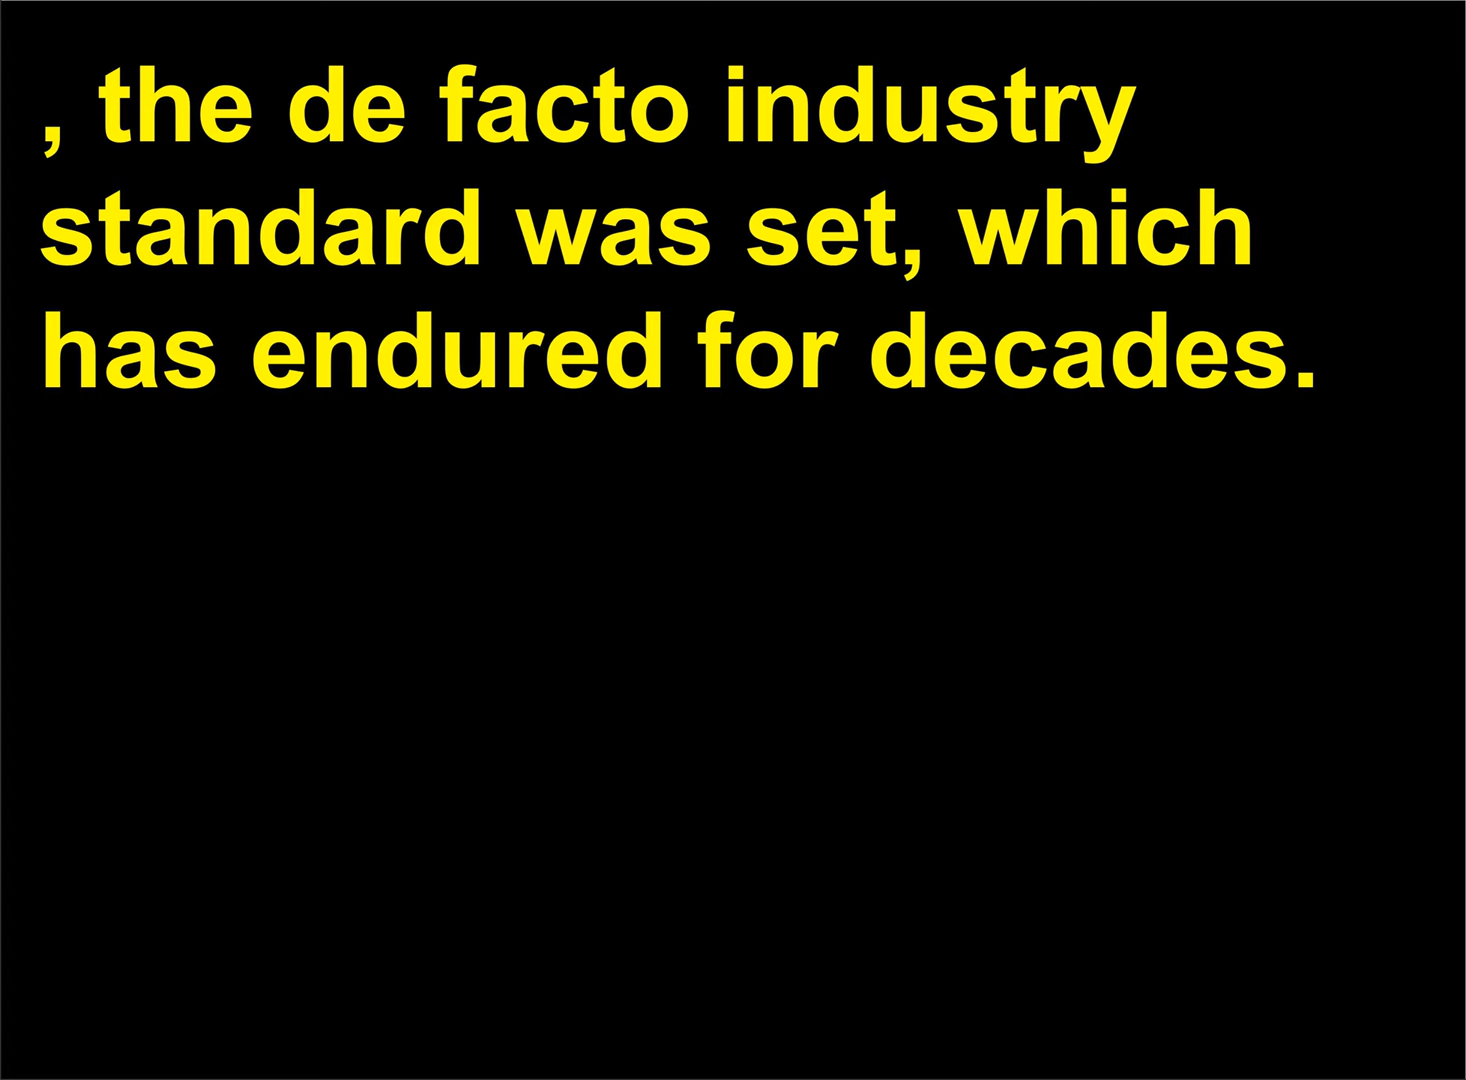 , the de facto industry
standard was set, which
has endured for decades.